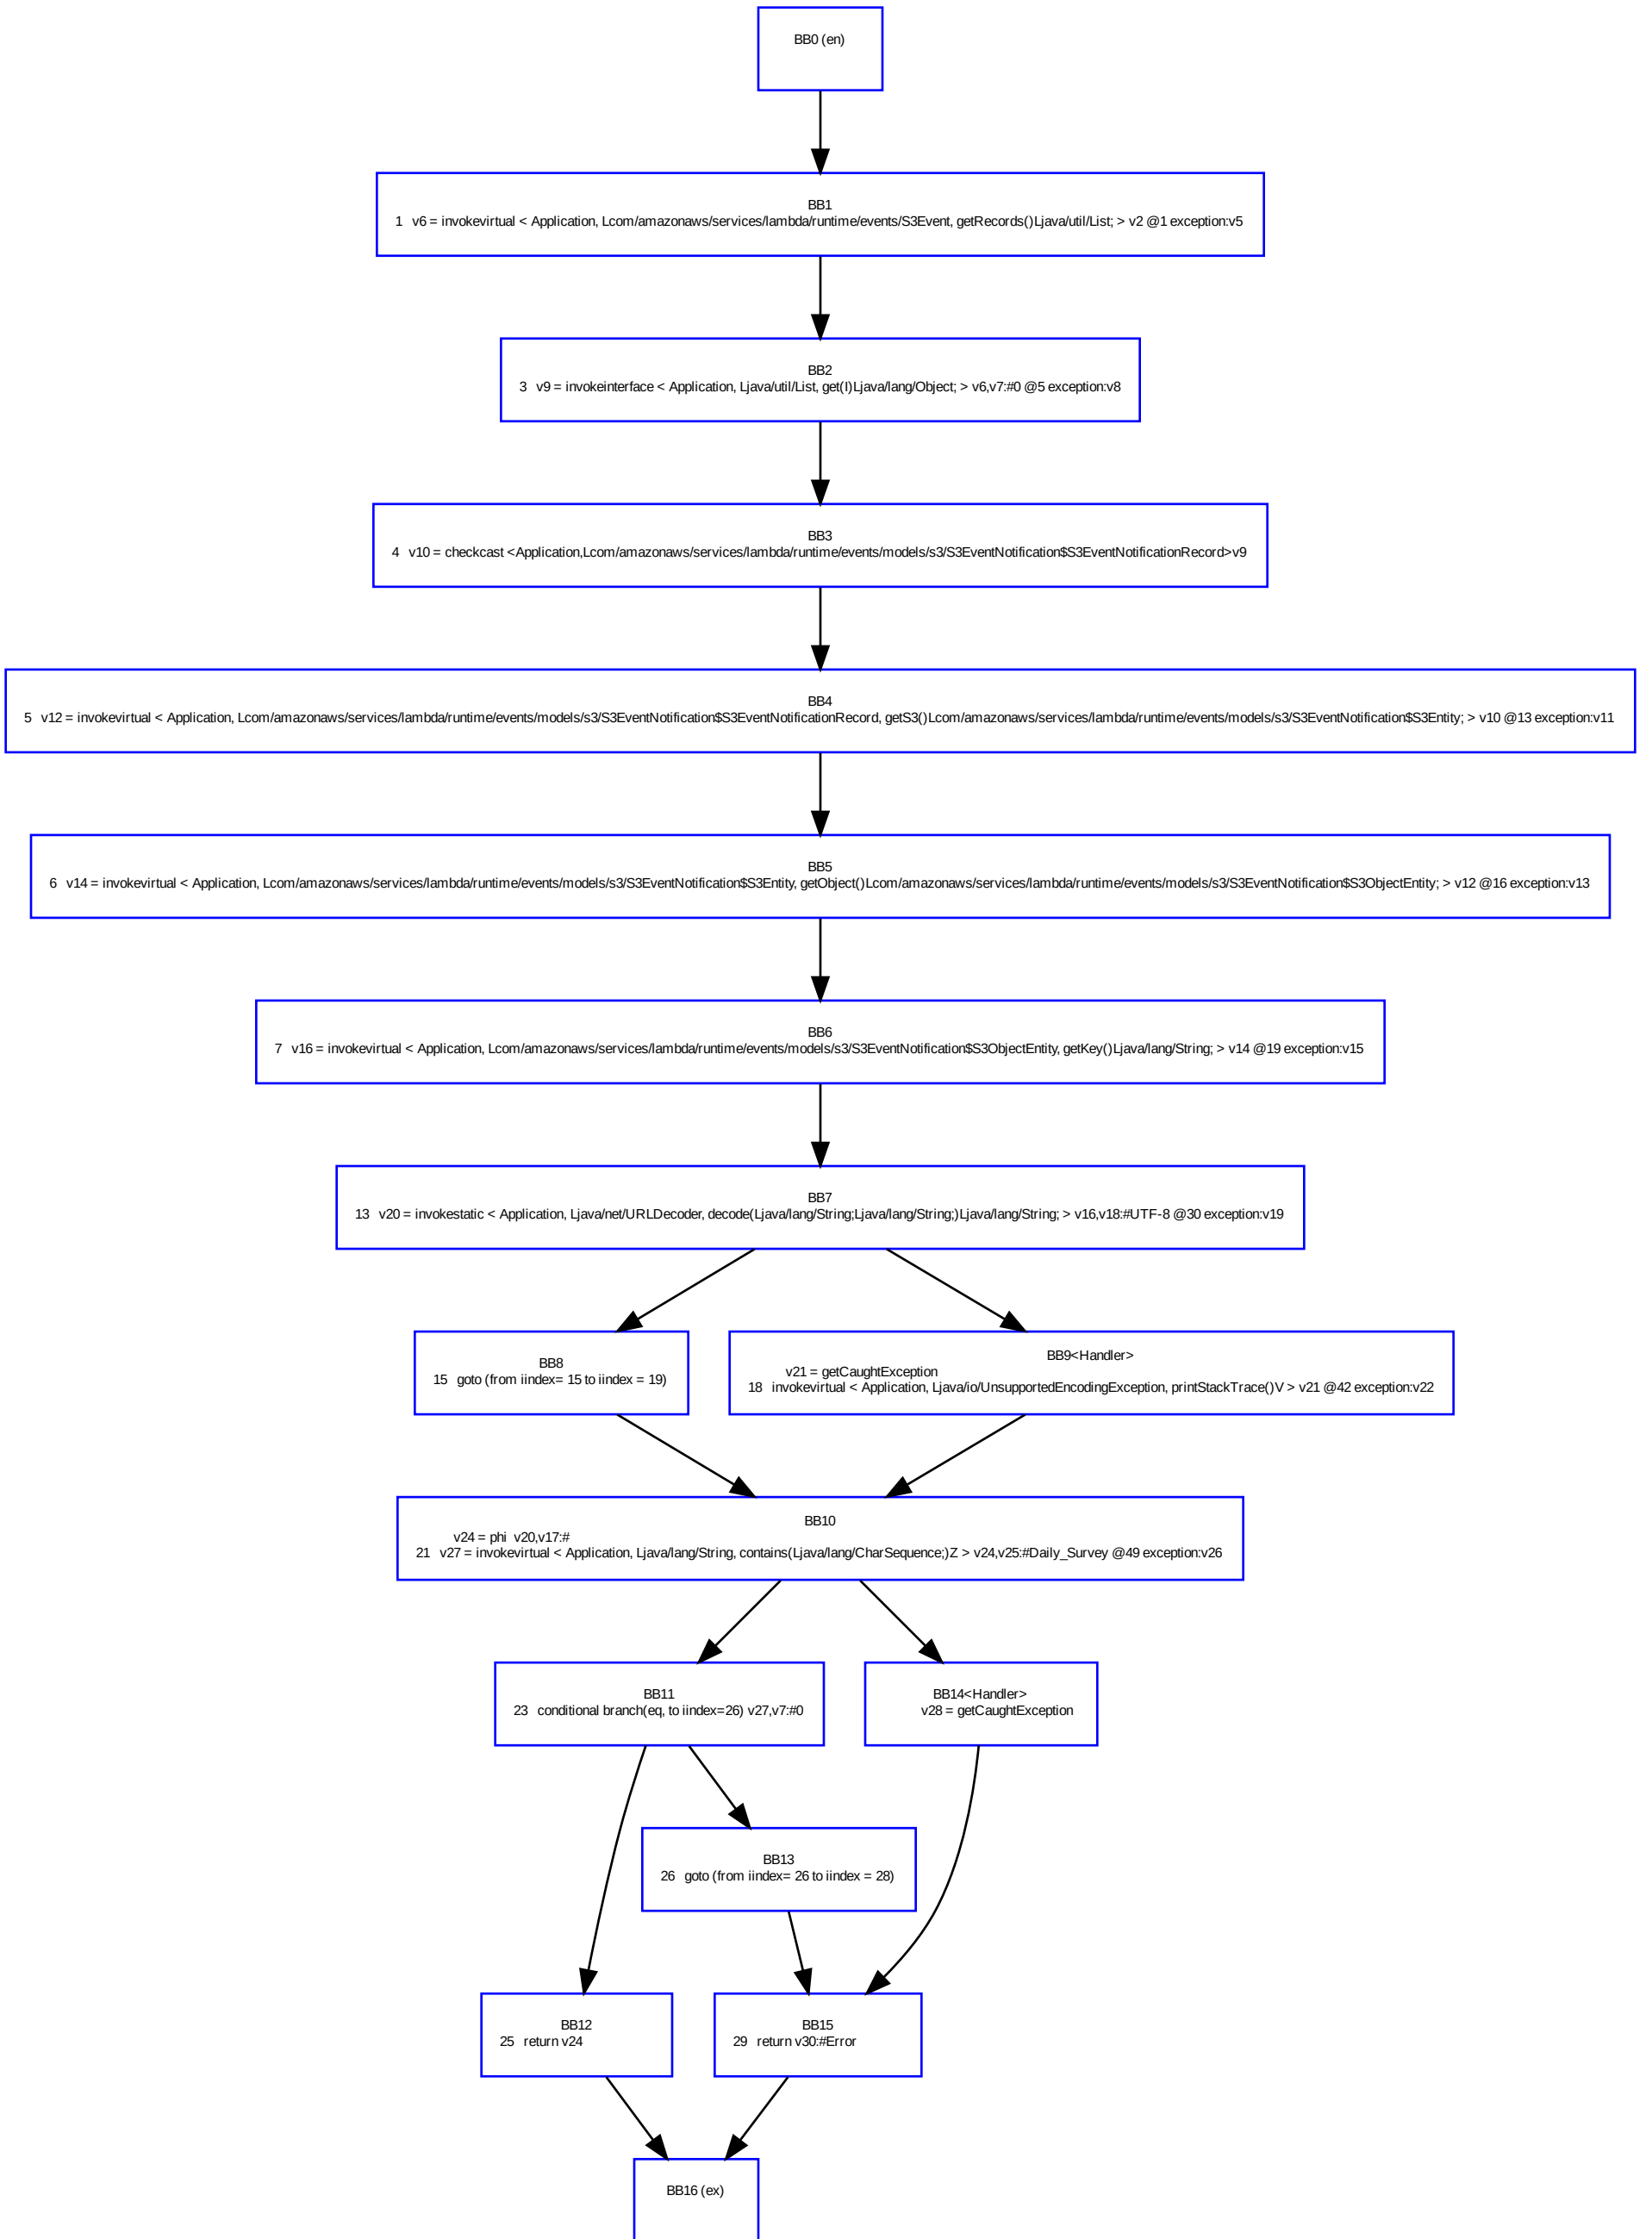 BB0 (en)
BB1
1 v6 = invokevirtual < Application, Lcom/amazonaws/services/lambda/runtime/events/S3Event, getRecords()Ljava/util/List; > v2 @1 exception:v5
BB2
3 v9 = invokeinterface < Application, Ljava/util/List, get(I)Ljava/lang/Object; > v6,v7:#0 @5 exception:v8
BB3
4 v10 = checkcast <Application,Lcom/amazonaws/services/lambda/runtime/events/models/s3/S3EventNotification$S3EventNotificationRecord>v9
BB4
5 v12 = invokevirtual < Application, Lcom/amazonaws/services/lambda/runtime/events/models/s3/S3EventNotification$S3EventNotificationRecord, getS3()Lcom/amazonaws/services/lambda/runtime/events/models/s3/S3EventNotification$S3Entity; > v10 @13 exception:v11
BB5
6 v14 = invokevirtual < Application, Lcom/amazonaws/services/lambda/runtime/events/models/s3/S3EventNotification$S3Entity, getObject()Lcom/amazonaws/services/lambda/runtime/events/models/s3/S3EventNotification$S3ObjectEntity; > v12 @16 exception:v13
BB6
7 v16 = invokevirtual < Application, Lcom/amazonaws/services/lambda/runtime/events/models/s3/S3EventNotification$S3ObjectEntity, getKey()Ljava/lang/String; > v14 @19 exception:v15
BB7
13 v20 = invokestatic < Application, Ljava/net/URLDecoder, decode(Ljava/lang/String;Ljava/lang/String;)Ljava/lang/String; > v16,v18:#UTF-8 @30 exception:v19
BB8
15 goto (from iindex= 15 to iindex = 19)
BB9<Handler>
v21 = getCaughtException
18 invokevirtual < Application, Ljava/io/UnsupportedEncodingException, printStackTrace()V > v21 @42 exception:v22
BB10
v24 = phi v20,v17:#
21 v27 = invokevirtual < Application, Ljava/lang/String, contains(Ljava/lang/CharSequence;)Z > v24,v25:#Daily_Survey @49 exception:v26
BB11
23 conditional branch(eq, to iindex=26) v27,v7:#0
BB14<Handler>
v28 = getCaughtException
BB13
26 goto (from iindex= 26 to iindex = 28)
BB12
25 return v24
BB15
29 return v30:#Error
BB16 (ex)